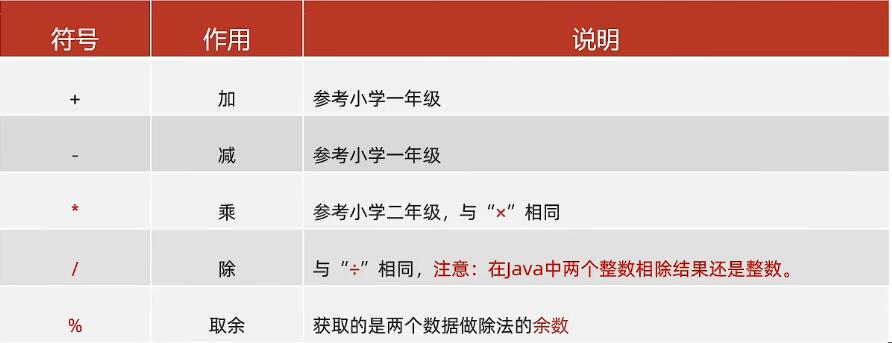 符号 作用 说明
+ 加 参考小学一年级
- 减 参考小学一年级
* 乘 参考小学二年级，与“×”相同
/ 除 与“÷”相同，注意：在Java中两个整数相除结果还是整数。
% 取余 获取的是两个数据做除法的余数